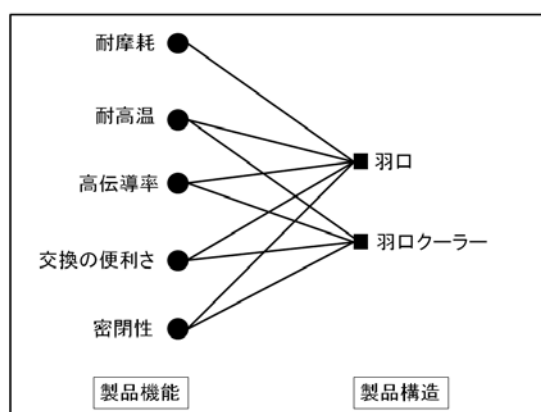 耐摩耗
耐高温
羽口
高伝導率
羽口クーラー
交換の便利さ
密閉性
製品機能
製品構造